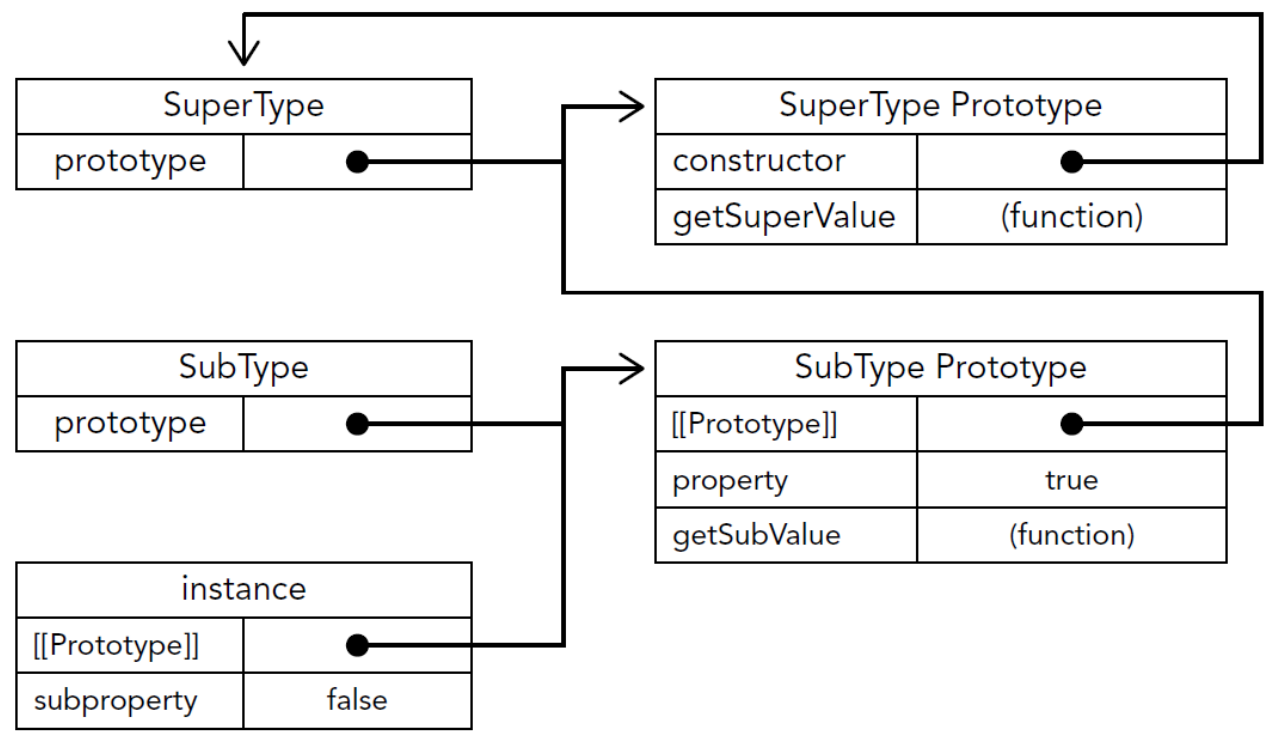 SuperType
prototype
SuperType Prototype
constructor
getSuperValue (function)
SubType
prototype
SubType Prototype
[[Prototype]]
property true
getSubValue (function)
instance
[[Prototype]]
subproperty false